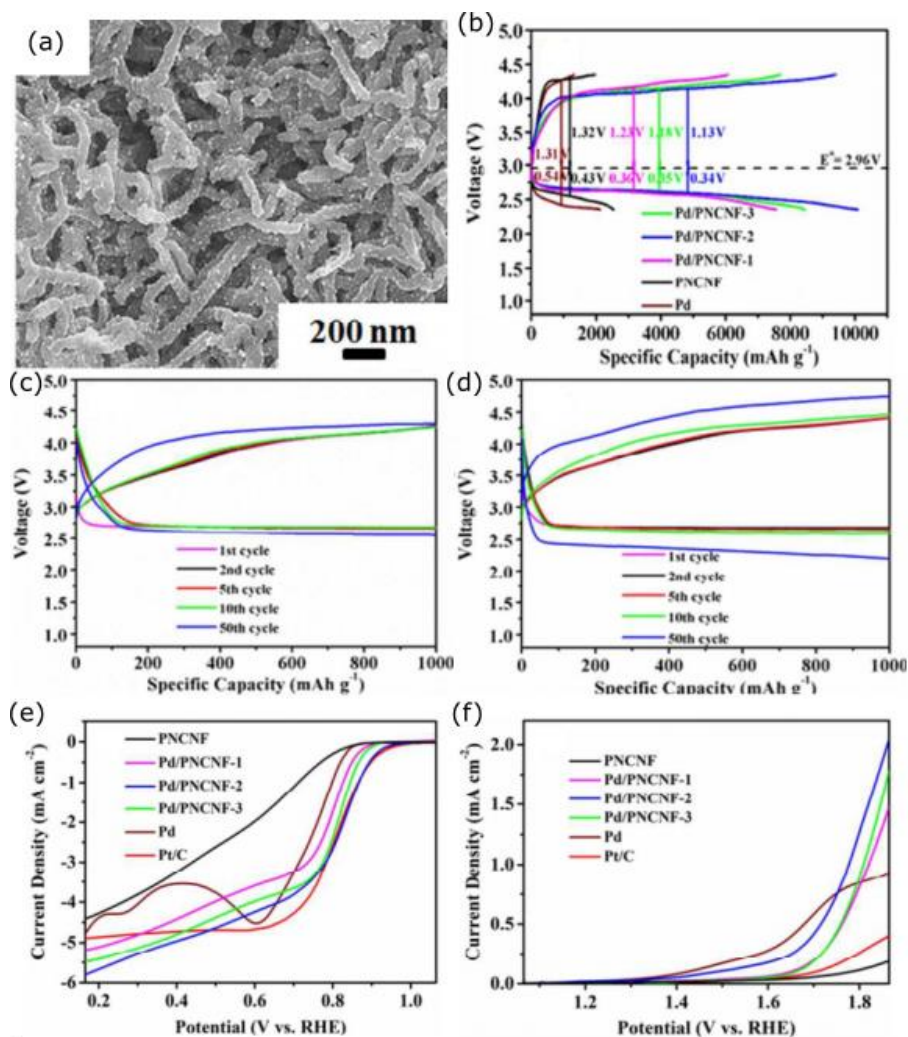 (a)
200 nm
(b)
Voltage (V)
5.0
4.5
4.0
3.5
3.0
2.5
2.0
1.5
1.0
1.31V
0.54V
1.32V
0.43V
1.23V
0.36V
1.18V
0.35V
1.13V
0.34V
E°= 2.96V
Pd/PNCNF-3
Pd/PNCNF-2
Pd/PNCNF-1
PNCNF
Pd
0 2000 4000 6000 8000 10000
Specific Capacity (mAh g⁻¹)
(c)
Voltage (V)
5.0
4.5
4.0
3.5
3.0
2.5
2.0
1.5
1.0
1st cycle
2nd cycle
5th cycle
10th cycle
50th cycle
0 200 400 600 800 1000
Specific Capacity (mAh g⁻¹)
(d)
Voltage (V)
5.0
4.5
4.0
3.5
3.0
2.5
2.0
1.5
1.0
1st cycle
2nd cycle
5th cycle
10th cycle
50th cycle
0 200 400 600 800 1000
Specific Capacity (mAh g⁻¹)
(e)
Current Density (mA cm⁻²)
0
-1
-2
-3
-4
-5
-6
PNCNF
Pd/PNCNF-1
Pd/PNCNF-2
Pd/PNCNF-3
Pd
Pt/C
0.2 0.4 0.6 0.8 1.0
Potential (V vs. RHE)
(f)
Current Density (mA cm⁻²)
2.0
1.5
1.0
0.5
0.0
PNCNF
Pd/PNCNF-1
Pd/PNCNF-2
Pd/PNCNF-3
Pd
Pt/C
1.2 1.4 1.6 1.8
Potential (V vs. RHE)